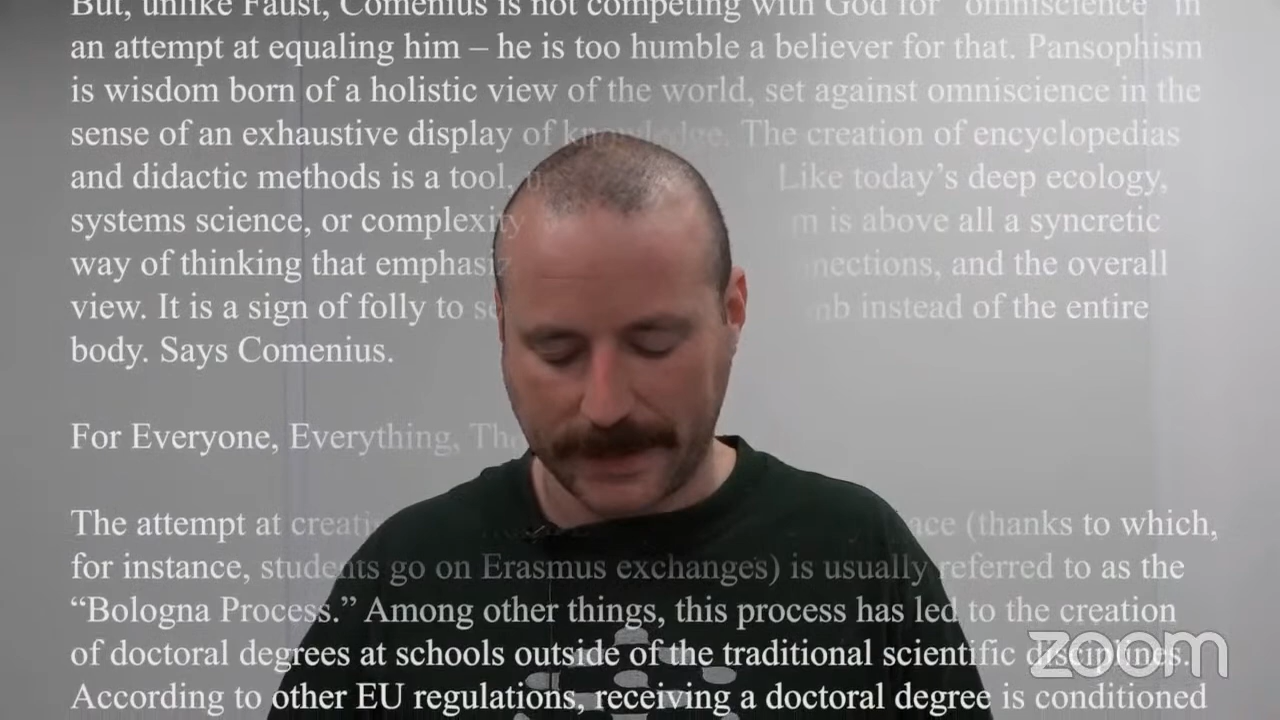 But, unlike Faust, Comenius is not competing with God for "omniscience" in
an attempt at equaling him – he is too humble a believer for that. Pansophism
is wisdom born of a holistic view of the world, set against omniscience in the
sense of an exhaustive display of knowledge. The creation of encyclopedias
and didactic methods is a tool, Like today's deep ecology,
systems science, or complexity is above all a syncretic
way of thinking that and the overall
view. It is a sign of folly to instead of the entire
body. Says Comenius.
For Everyone, Everything,
The attempt at (thanks to which,
for instance, students go on Erasmus exchanges) is usually referred to as the
“Bologna Process.” Among other things, this process has led to the creation
of doctoral degrees at schools outside of the traditional scientific disciplines.
According to other EU regulations, receiving a doctoral degree is conditioned
zoom